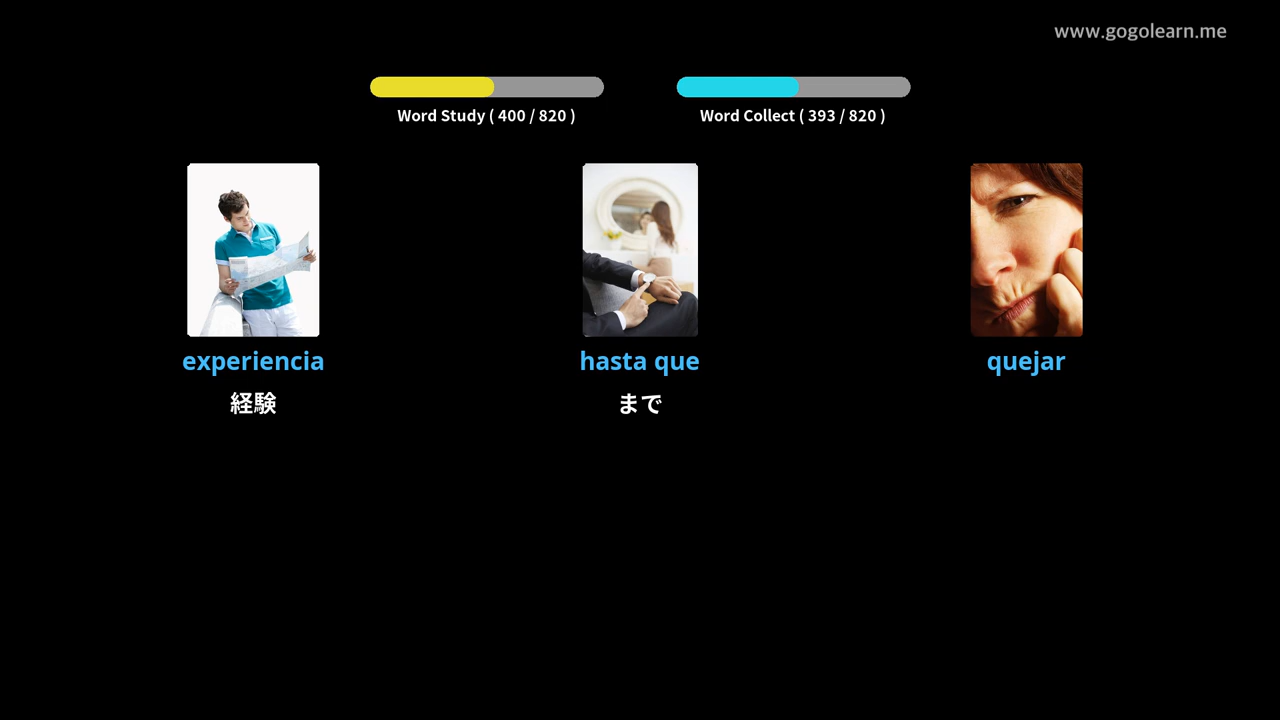 www.gogolearn.me
Word Study ( 400 / 820 )
Word Collect ( 393 / 820 )
experiencia
hasta que
quejar
経験
まで